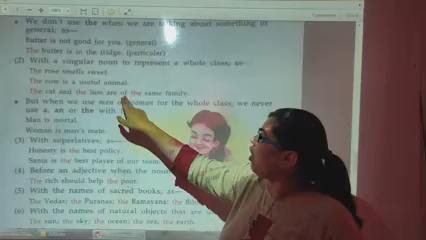 We don't use the when we are talking about something in
general; as—
Butter is not good for you. (general)
The butter is in the fridge. (particular)
(2) With a singular noun to represent a whole class; as—
The rose smells sweet.
The cow is a useful animal.
The cat and the lion are of the same family.
But when we use man or woman for the whole class, we never
use a, an or the with
Man is mortal.
Woman is man's mate.
(3) With superlatives; as—
Honesty is the best policy.
Sania is the best player of our team
(4) Before an adjective when the noun
The rich should help the poor.
(5) With the names of sacred books; as—
The Vedas; the Puranas; the Ramayana; the
(6) With the names of natural objects that are
The sun; the sky; the ocean; the sea; the earth.